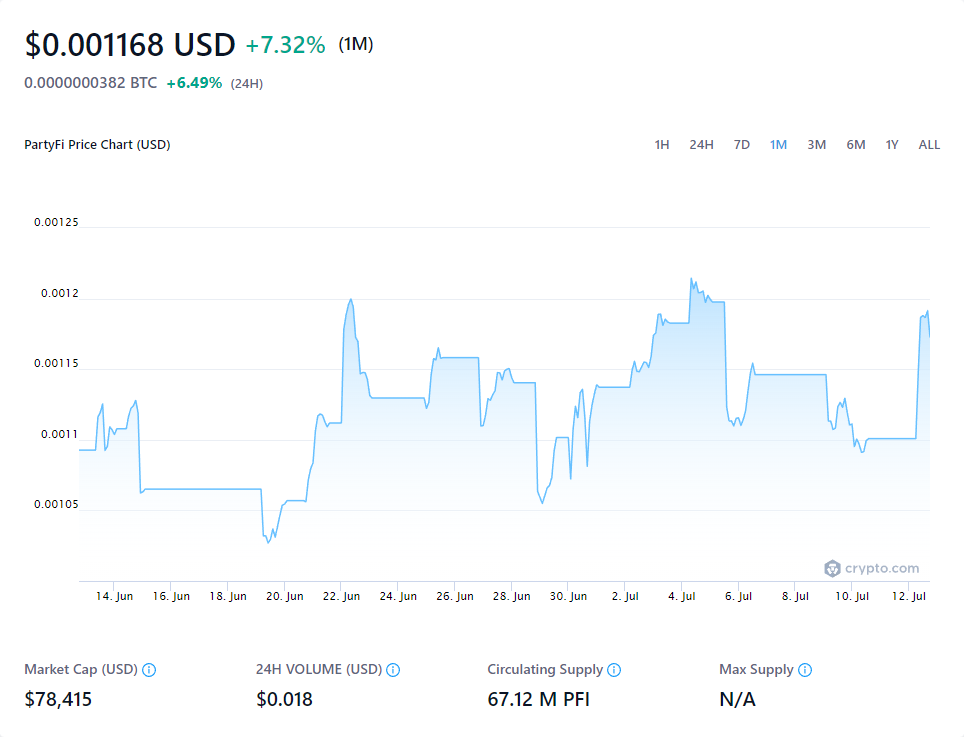 $0.001168 USD +7.32% (1M)
0.0000000382 BTC +6.49% (24H)
PartyFi Price Chart (USD) 1H 24H 7D 1M 3M 6M 1Y ALL
0.00125
0.0012
0.00115
0.0011
0.00105
crypto.com
14. Jun 16. Jun 18. Jun 20. Jun 22. Jun 24. Jun 26. Jun 28. Jun 30. Jun 2. Jul 4. Jul 6. Jul 8. Jul 10. Jul 12. Jul
Market Cap (USD) 24H VOLUME (USD) Circulating Supply Max Supply
$78,415 $0.018 67.12 M PFI N/A